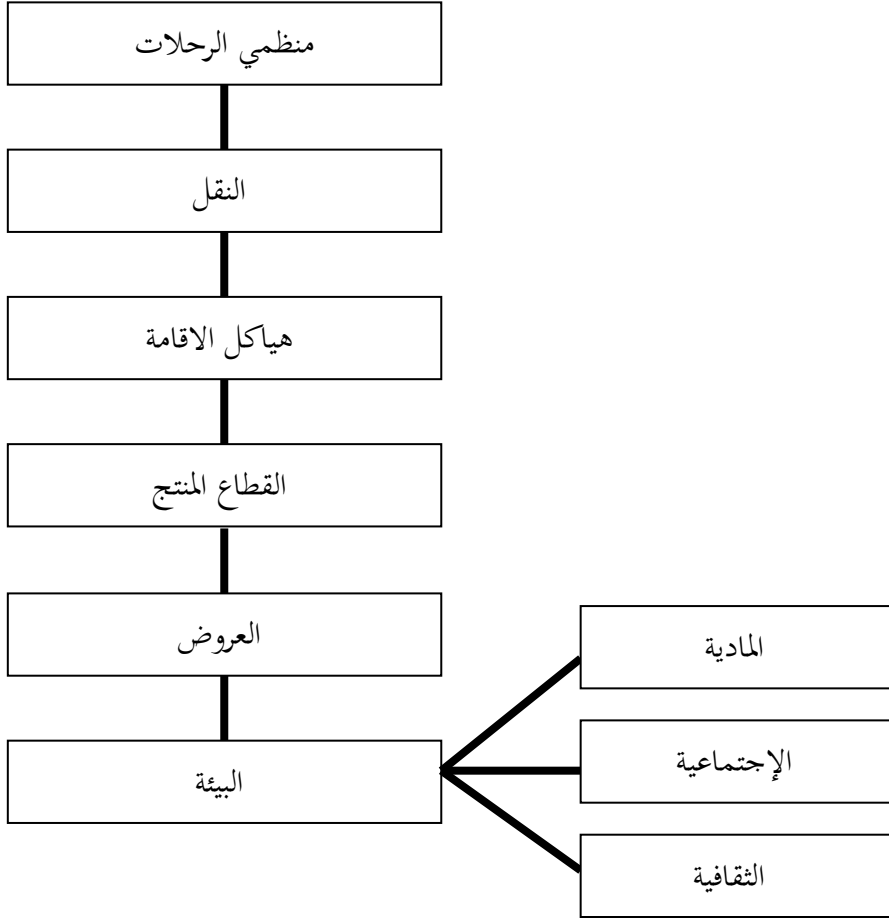 منظمي الرحلات
النقل
هياكل الاقامة
القطاع المنتج
العروض
المادية
البيئة
الإجتماعية
الثقافية